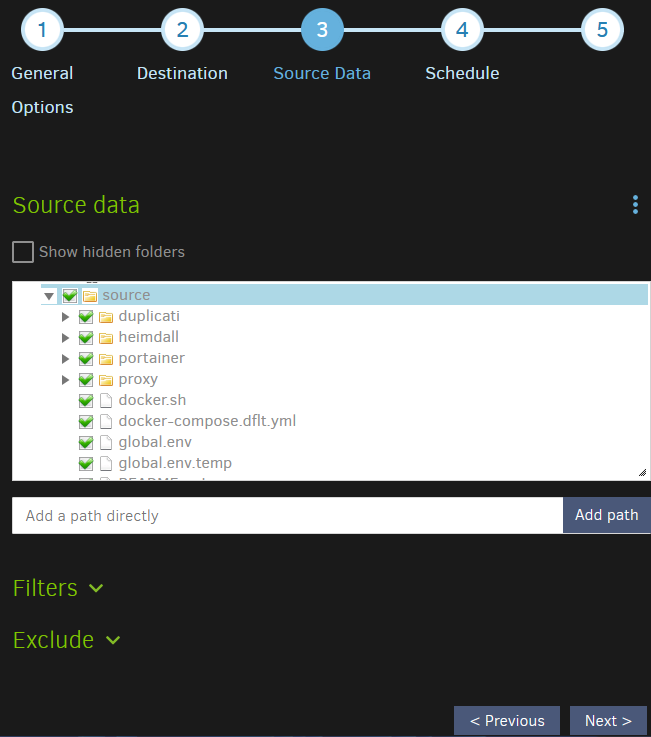 1 2 3 4 5
General Destination Source Data Schedule
Options
Source data
Show hidden folders
source
duplicati
heimdall
portainer
proxy
docker.sh
docker-compose.dflt.yml
global.env
global.env.temp
Add a path directly Add path
Filters
Exclude
< Previous Next >